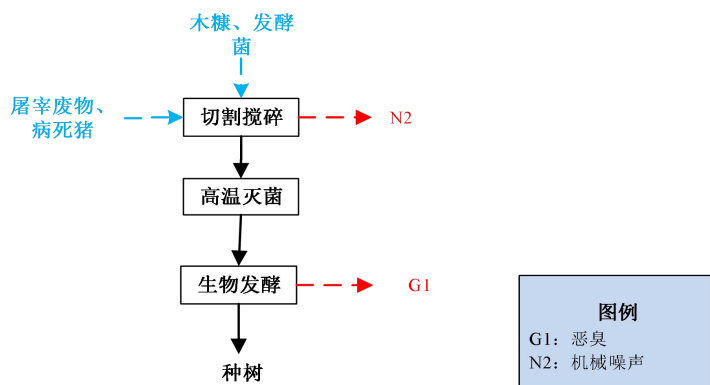 木糠、发酵
菌
屠宰废物、
病死猪
切割搅碎
N2
高温灭菌
生物发酵
G1
种树
图例
G1：恶臭
N2：机械噪声